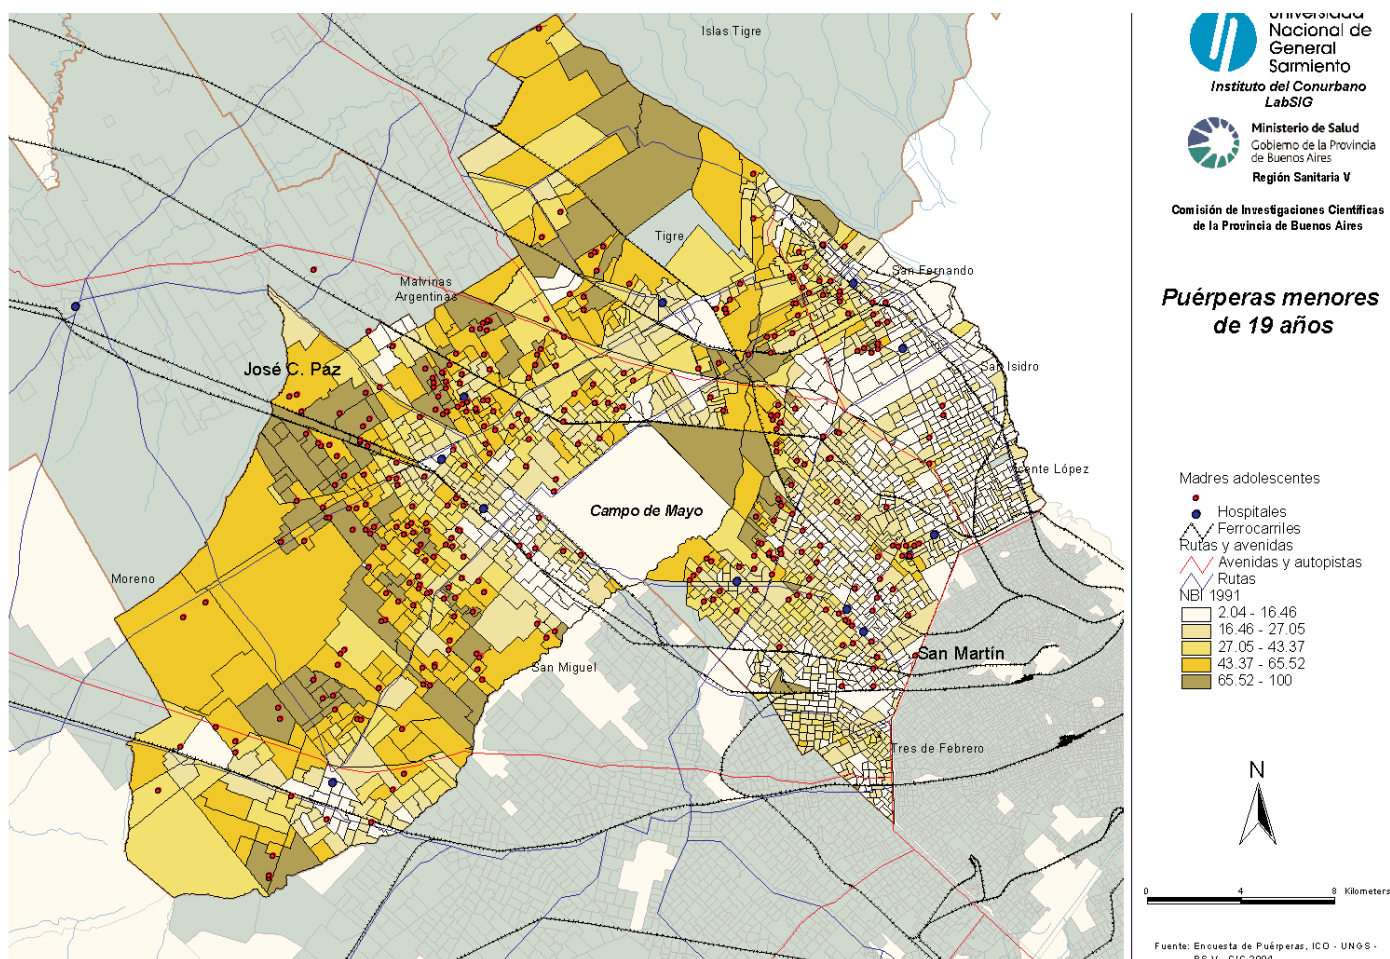 Universidad
Nacional de
General
Sarmiento
Instituto del Conurbano
LabSIG
Ministerio de Salud
Gobierno de la Provincia
de Buenos Aires
Región Sanitaria V
Comisión de Investigaciones Científicas
de la Provincia de Buenos Aires
Puérperas menores
de 19 años
Islas Tigre
Tigre
San Fernando
Malvinas
Argentinas
José C. Paz
San Isidro
Vicente López
Campo de Mayo
Moreno
San Miguel
San Martín
Tres de Febrero
Madres adolescentes
Hospitales
Ferrocarriles
Rutas y avenidas
Avenidas y autopistas
Rutas
NBI 1991
2.04 - 16.46
16.46 - 27.05
27.05 - 43.37
43.37 - 65.52
65.52 - 100
N
0 4 8 Kilometers
Fuente: Encuesta de Puérperas, ICO - UNGS -
RS V - CIC 2004